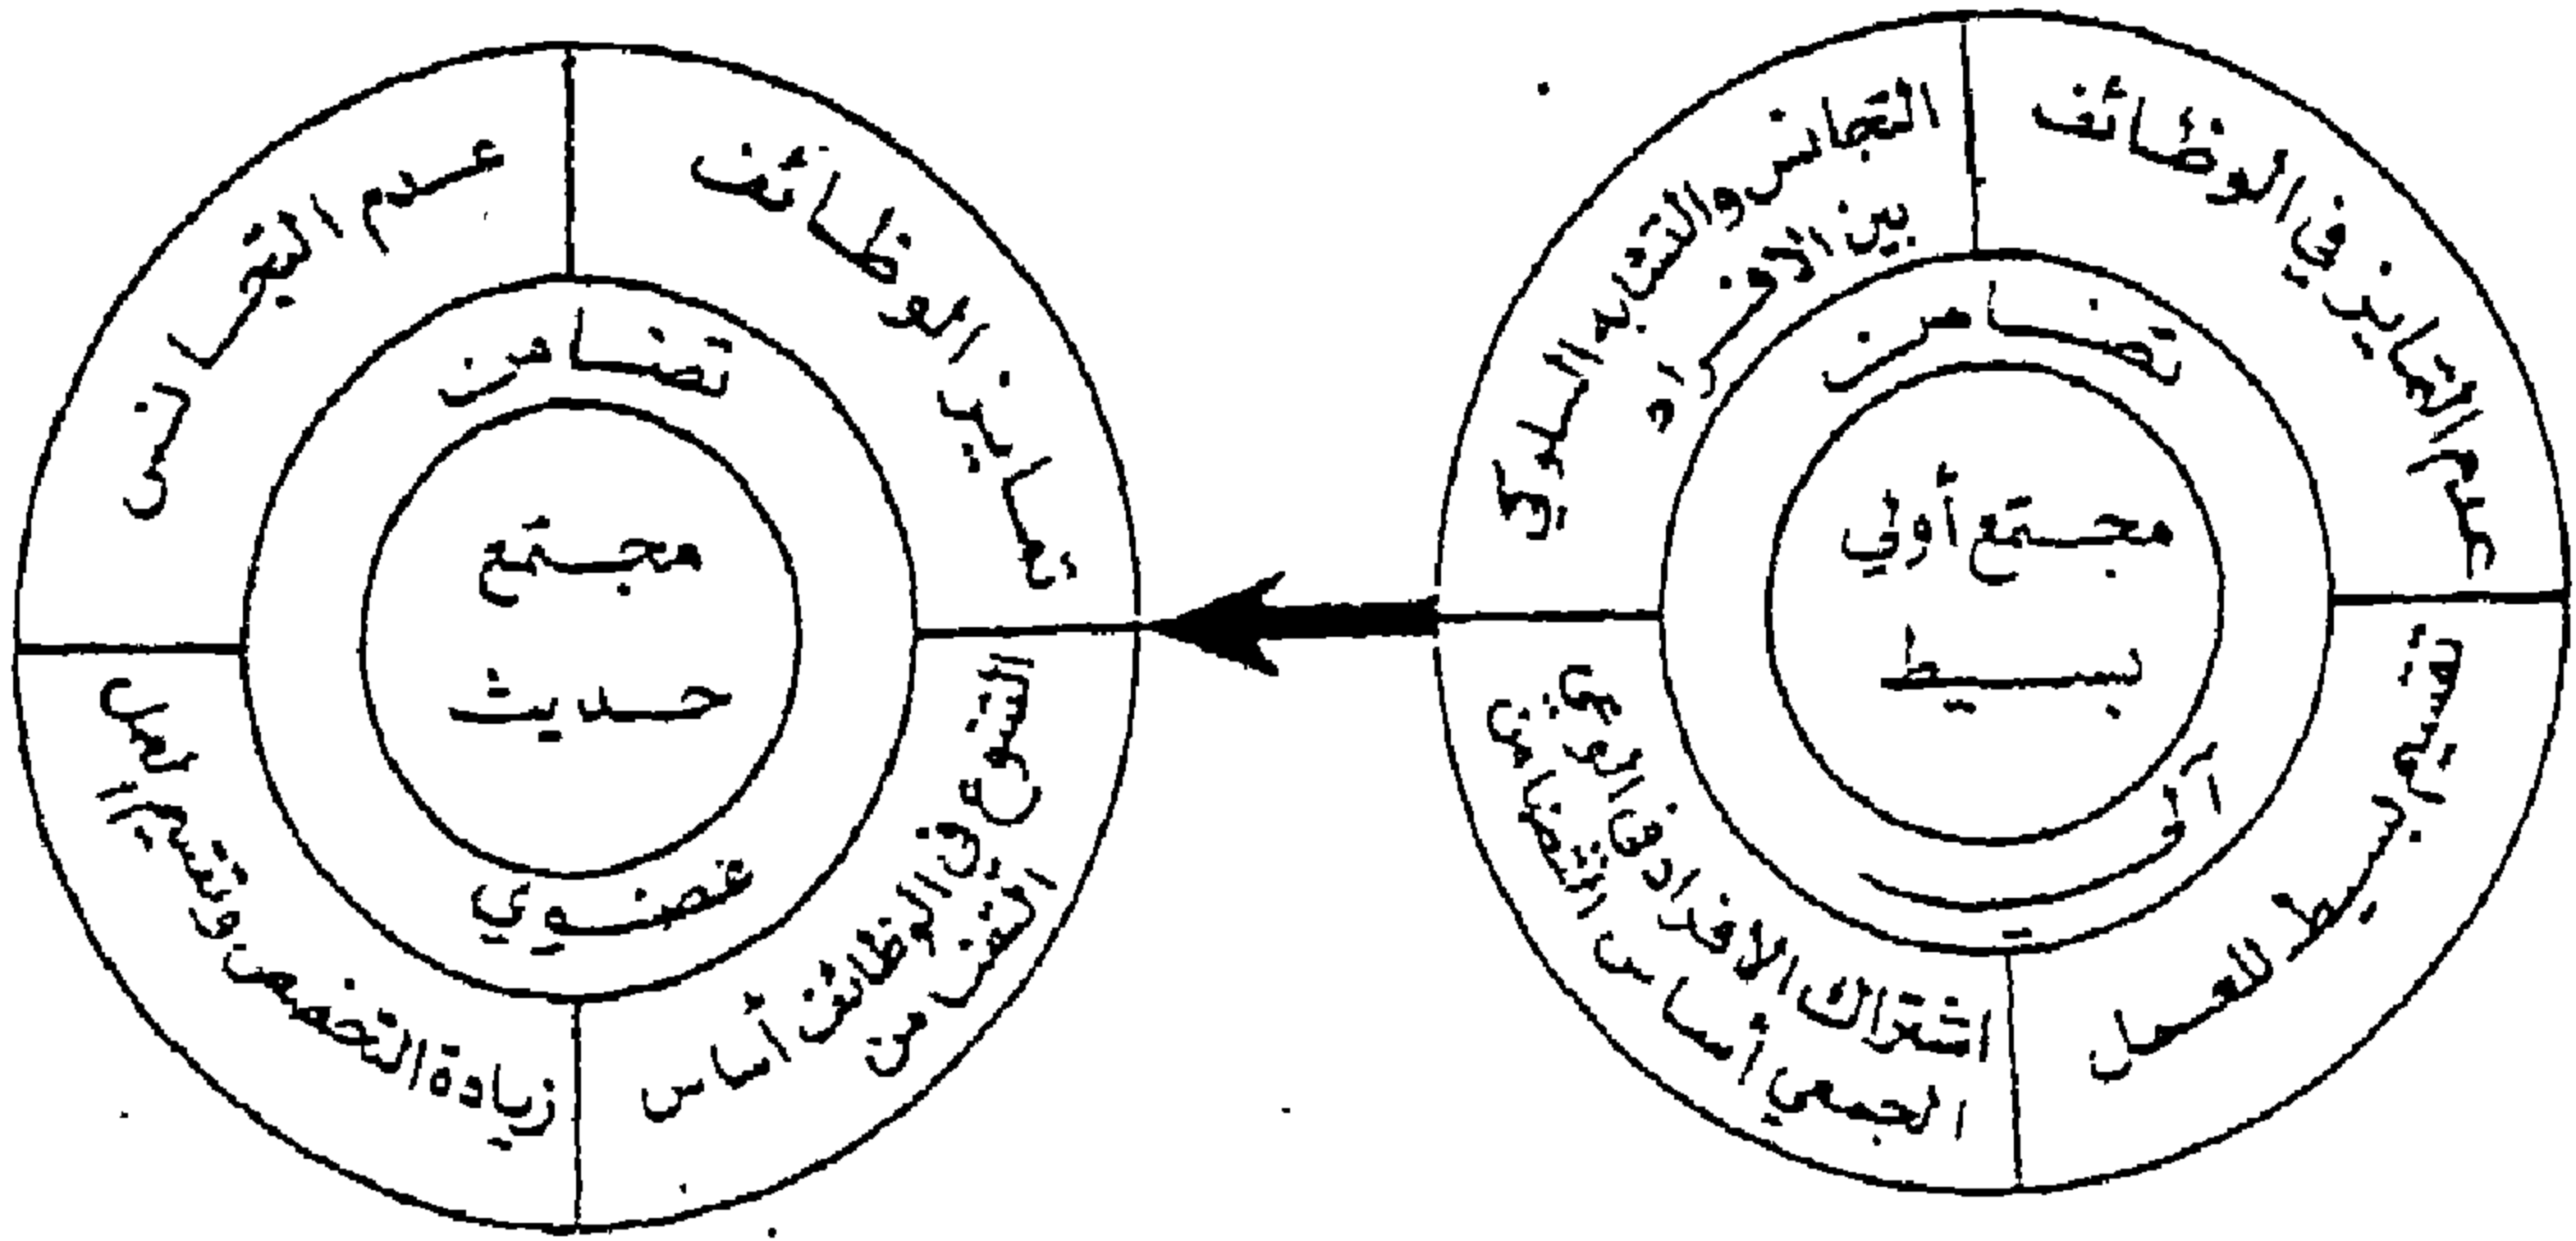 عدم التمايز في الوظائف
التجانس والتشابه السلوكي
بين الافراد
تقسيم بسيط للعمل
اشتراك الافراد في الوعي
الجمعي أساس التضامن
تضامن
آلي
مجتمع أولي
بسيط
تمايز الوظائف
عدم التجانس
التنوع في الوظائف أساس
التضامن
زيادة التخصص وتقسيم العمل
تضامن
عضوي
مجتمع
حديث